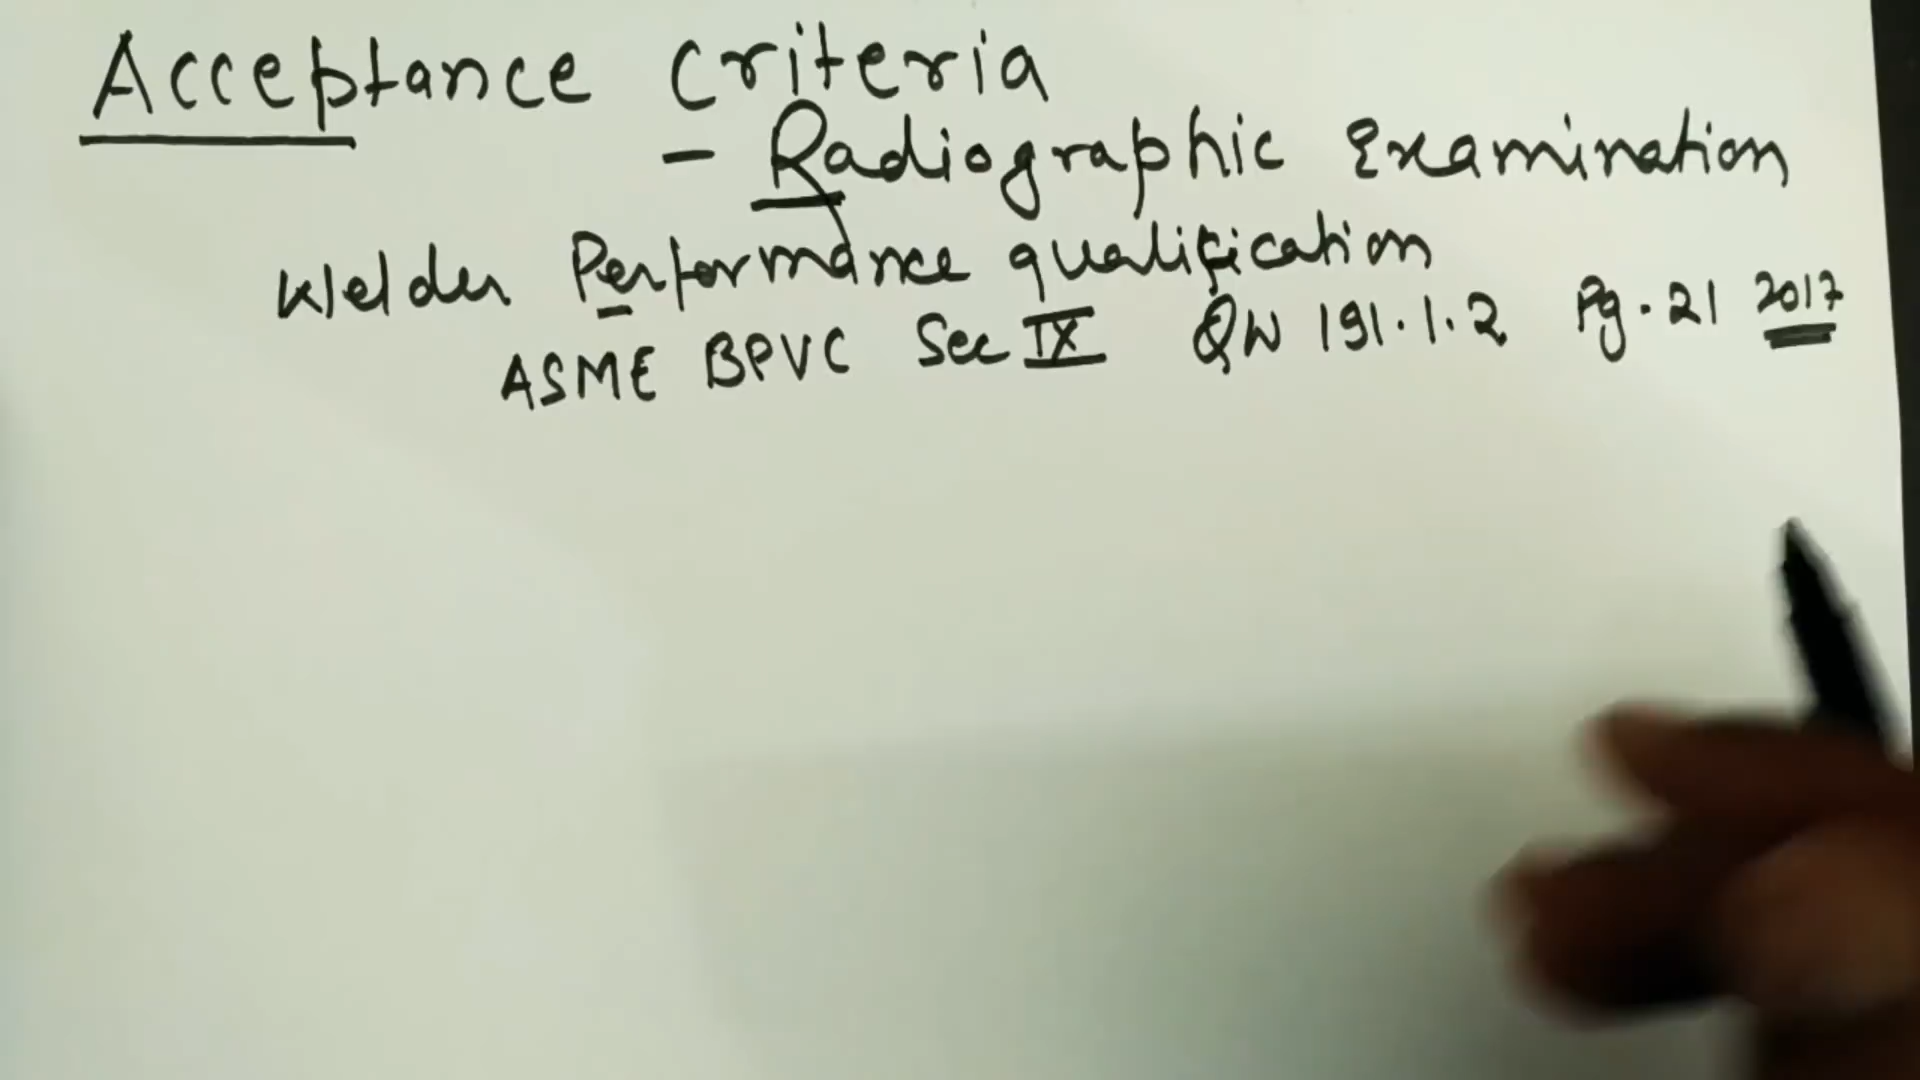 Acceptance Criteria
- Radiographic Examination
Welder Performance qualification
ASME BPVC Sec IX QW 191.1.2 Pg.21 2017